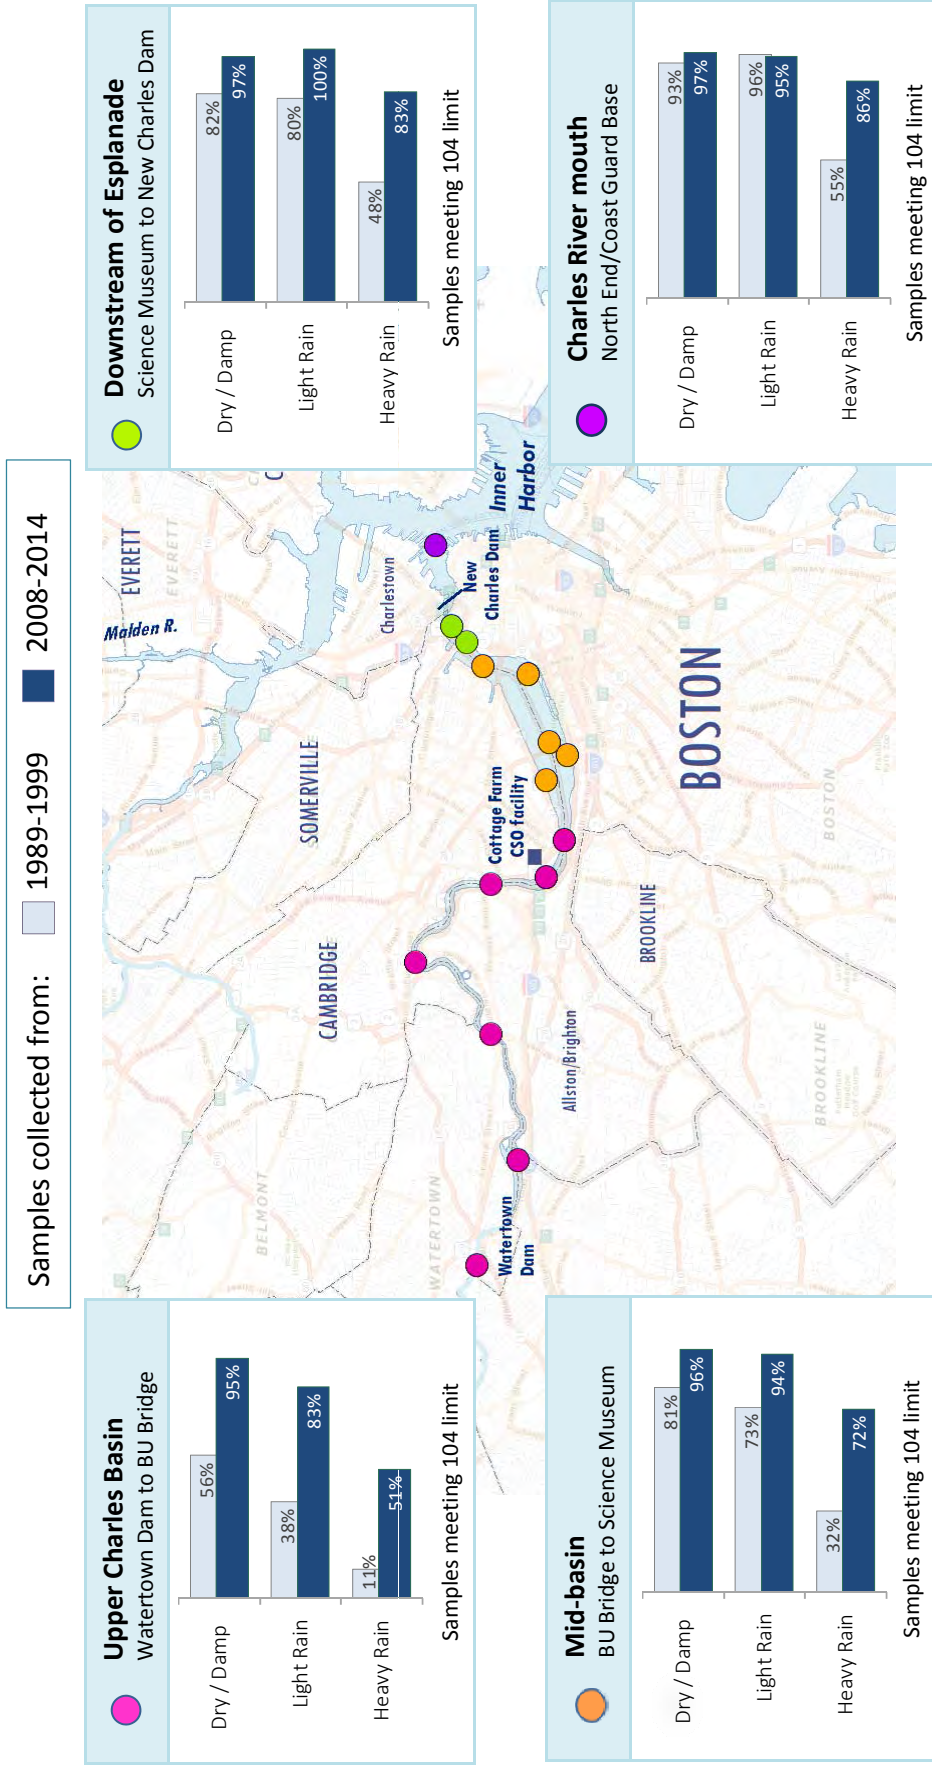 Samples collected from: 1989-1999 2008-2014
Upper Charles Basin
Watertown Dam to BU Bridge
Dry / Damp
56%
95%
Light Rain
38%
83%
Heavy Rain
11%
51%
Samples meeting 104 limit
Downstream of Esplanade
Science Museum to New Charles Dam
Dry / Damp
82%
97%
Light Rain
80%
100%
Heavy Rain
48%
83%
Samples meeting 104 limit
EVERETT
EVERETT
Malden R.
SOMERVILLE
Charlestown
CAMBRIDGE
BELMONT
WATERTOWN
Watertown
Dam
Allston/Brighton
Cottage Farm
CSO facility
New
Charles Dam
Inner
Harbor
BOSTON
BROOKLINE
BOSTON
BROOKLINE
Mid-basin
BU Bridge to Science Museum
Dry / Damp
81%
96%
Light Rain
73%
94%
Heavy Rain
32%
72%
Samples meeting 104 limit
Charles River mouth
North End/Coast Guard Base
Dry / Damp
93%
97%
Light Rain
96%
95%
Heavy Rain
55%
86%
Samples meeting 104 limit